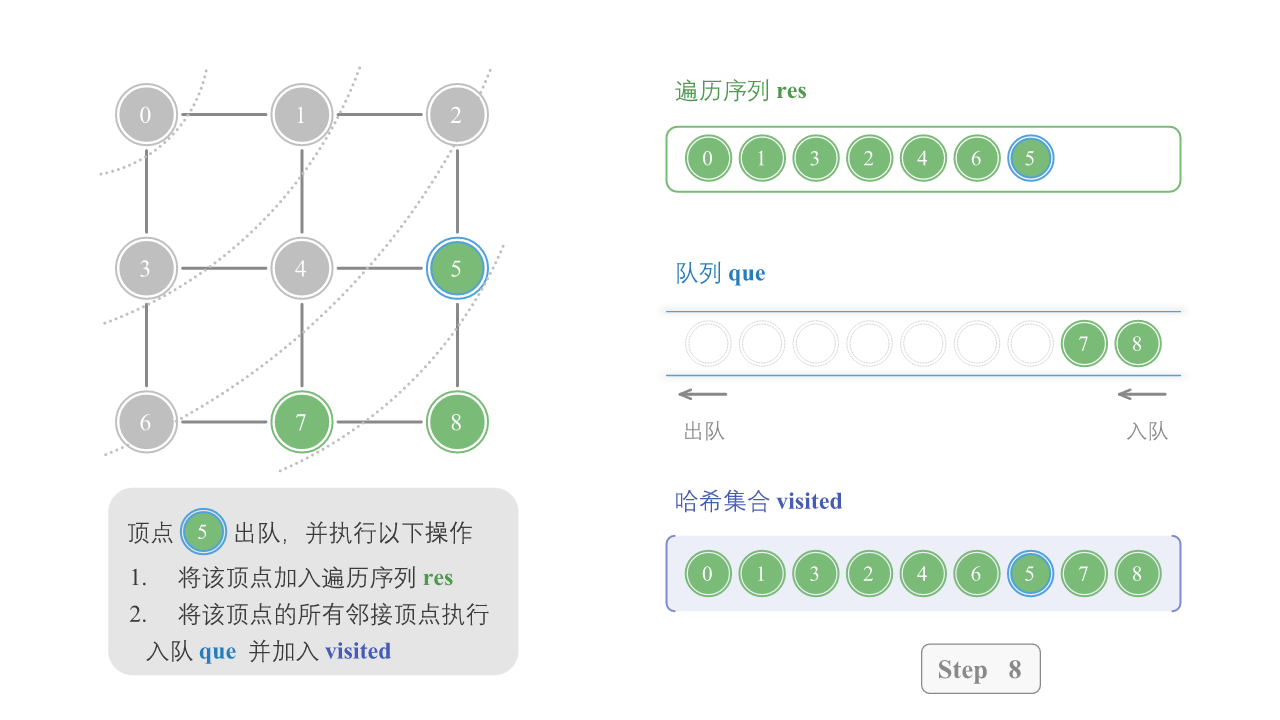 0 1 2
3 4 5
6 7 8
顶点 5 出队，并执行以下操作
1. 将该顶点加入遍历序列 res
2. 将该顶点的所有邻接顶点执行
入队 que 并加入 visited
遍历序列 res
0 1 3 2 4 6 5
队列 que
7 8
出队 入队
哈希集合 visited
0 1 3 2 4 6 5 7 8
Step 8